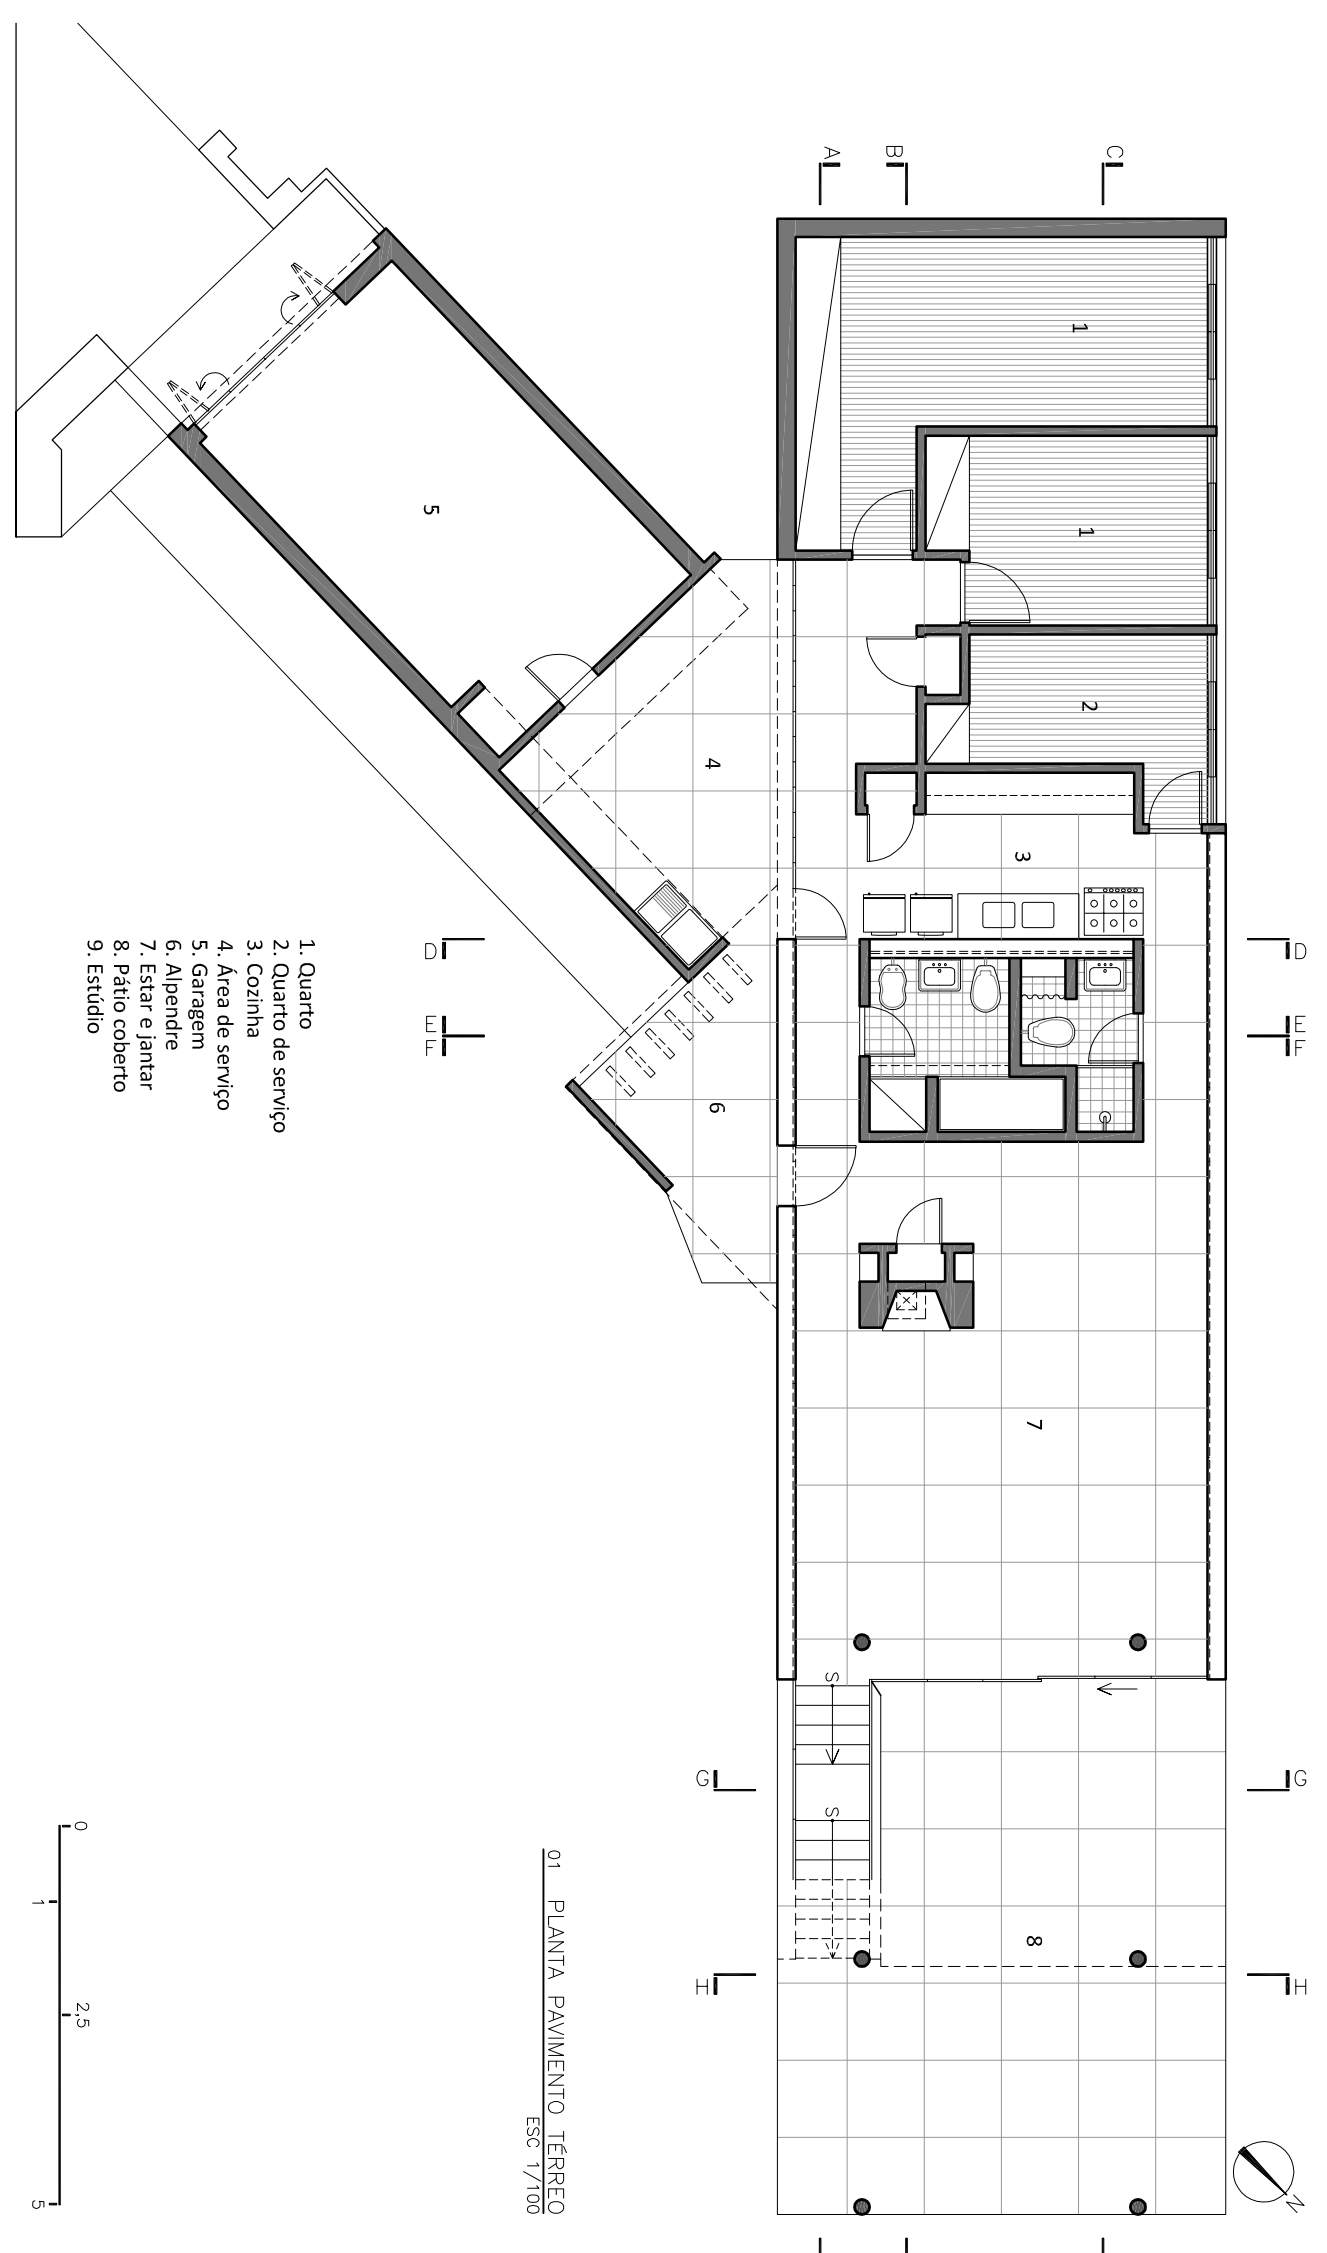 A
B
C
1
1
2
3
4
5
6
7
8
S
S
D
E
F
D
E
F
G
G
H
H
N
1. Quarto
2. Quarto de serviço
3. Cozinha
4. Área de serviço
5. Garagem
6. Alpendre
7. Estar e jantar
8. Pátio coberto
9. Estúdio
01 PLANTA PAVIMENTO TÉRREO
ESC 1/100
0
1
2,5
5